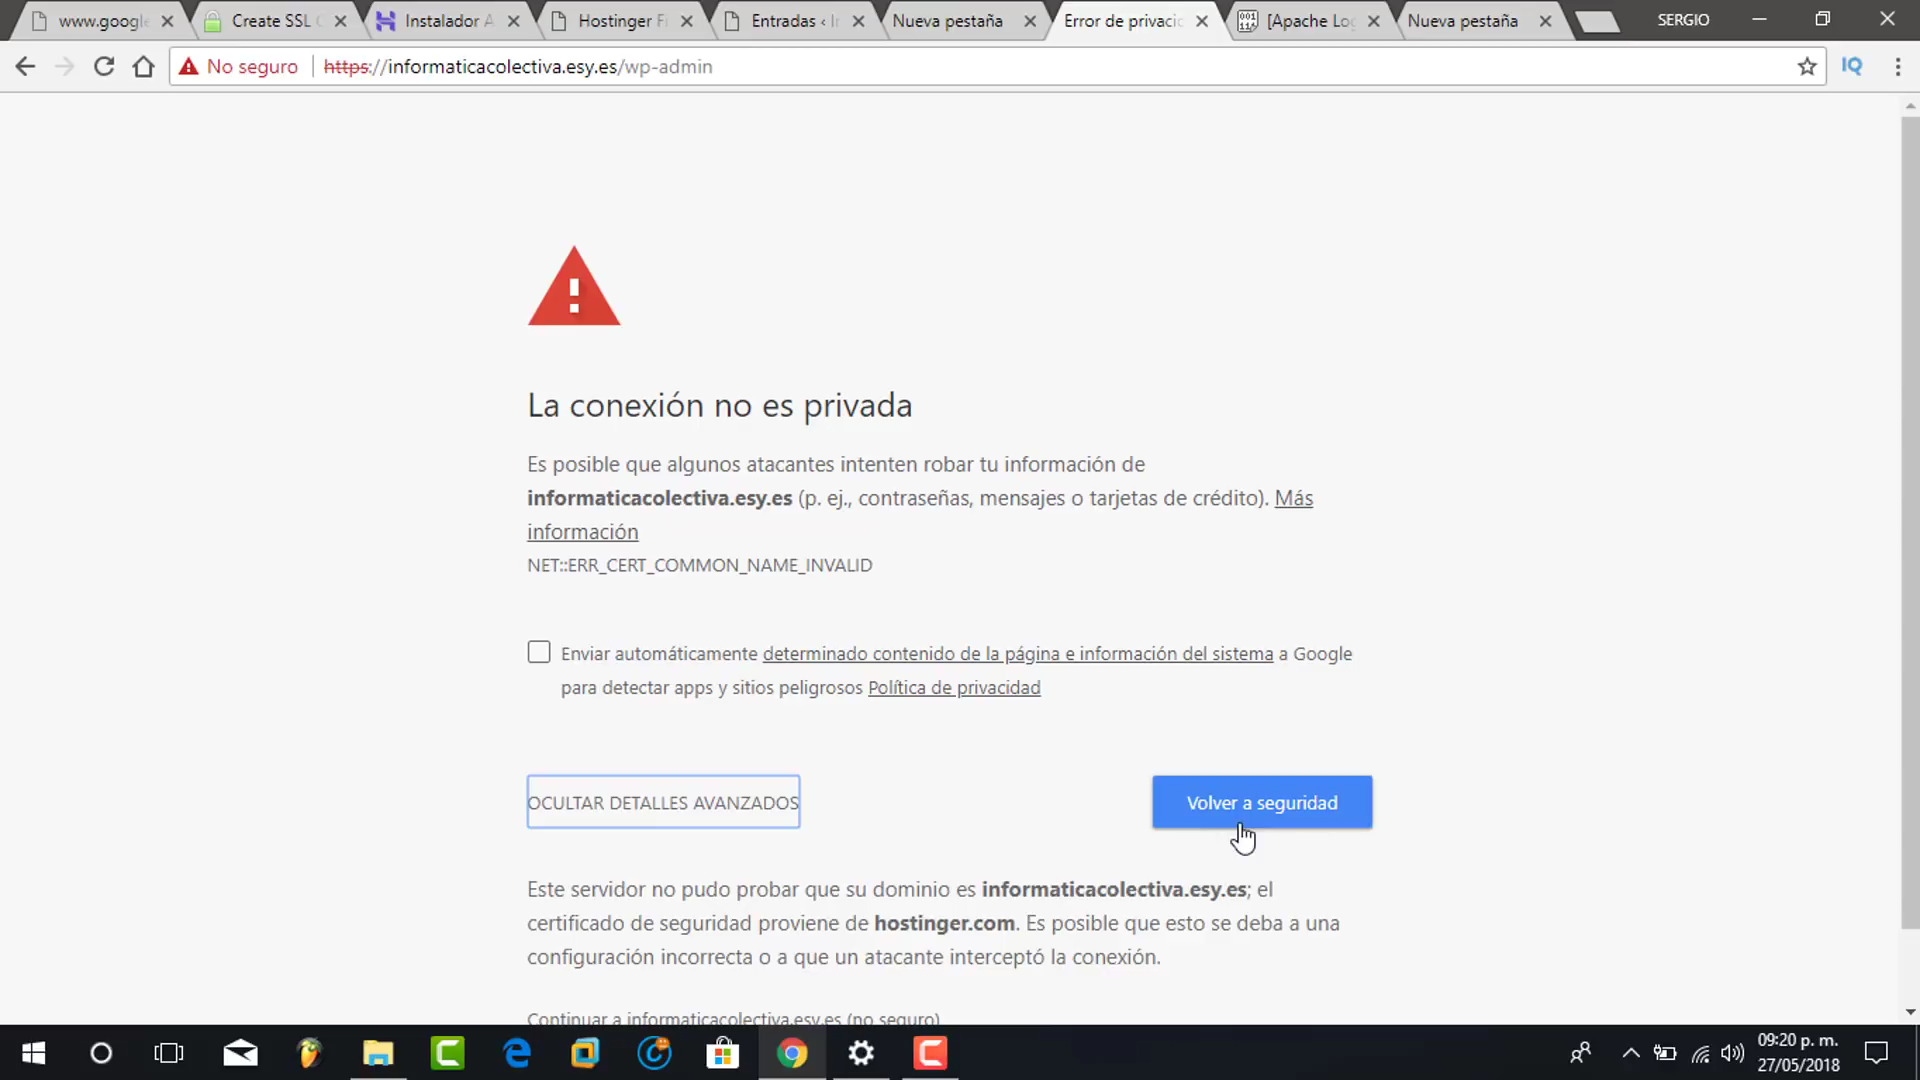 www.google
Create SSL C
Instalador A
Hostinger Fi
Entradas ‹ I
Nueva pestaña
Error de privacid
[Apache Lo
Nueva pestaña
SERGIO
No seguro
https://informaticacolectiva.esy.es/wp-admin
IQ
La conexión no es privada
Es posible que algunos atacantes intenten robar tu información de
informaticacolectiva.esy.es (p. ej., contraseñas, mensajes o tarjetas de crédito). Más
información
NET::ERR_CERT_COMMON_NAME_INVALID
Enviar automáticamente determinado contenido de la página e información del sistema a Google
para detectar apps y sitios peligrosos Política de privacidad
OCULTAR DETALLES AVANZADOS
Volver a seguridad
Este servidor no pudo probar que su dominio es informaticacolectiva.esy.es; el
certificado de seguridad proviene de hostinger.com. Es posible que esto se deba a una
configuración incorrecta o a que un atacante interceptó la conexión.
Continuar a informaticacolectiva.esy.es (no seguro)
09:20 p. m.
27/05/2018